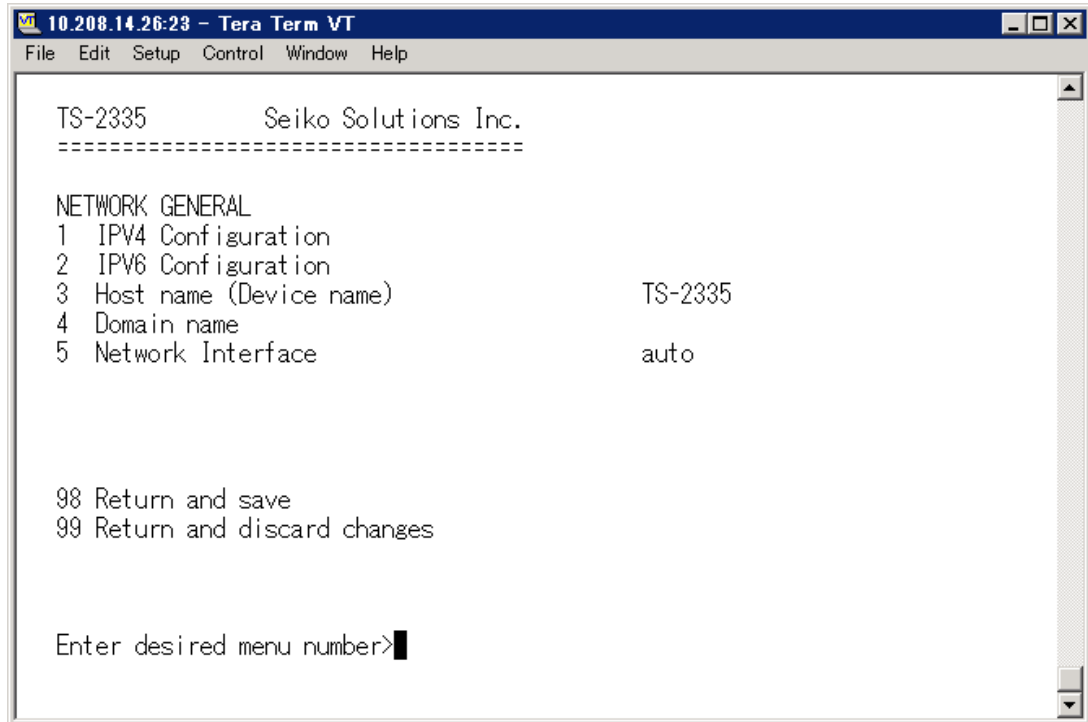 10.208.14.26:23 - Tera Term VT
File Edit Setup Control Window Help
TS-2335 Seiko Solutions Inc.
====================================
NETWORK GENERAL
1 IPV4 Configuration
2 IPV6 Configuration
3 Host name (Device name) TS-2335
4 Domain name
5 Network Interface auto
98 Return and save
99 Return and discard changes
Enter desired menu number>